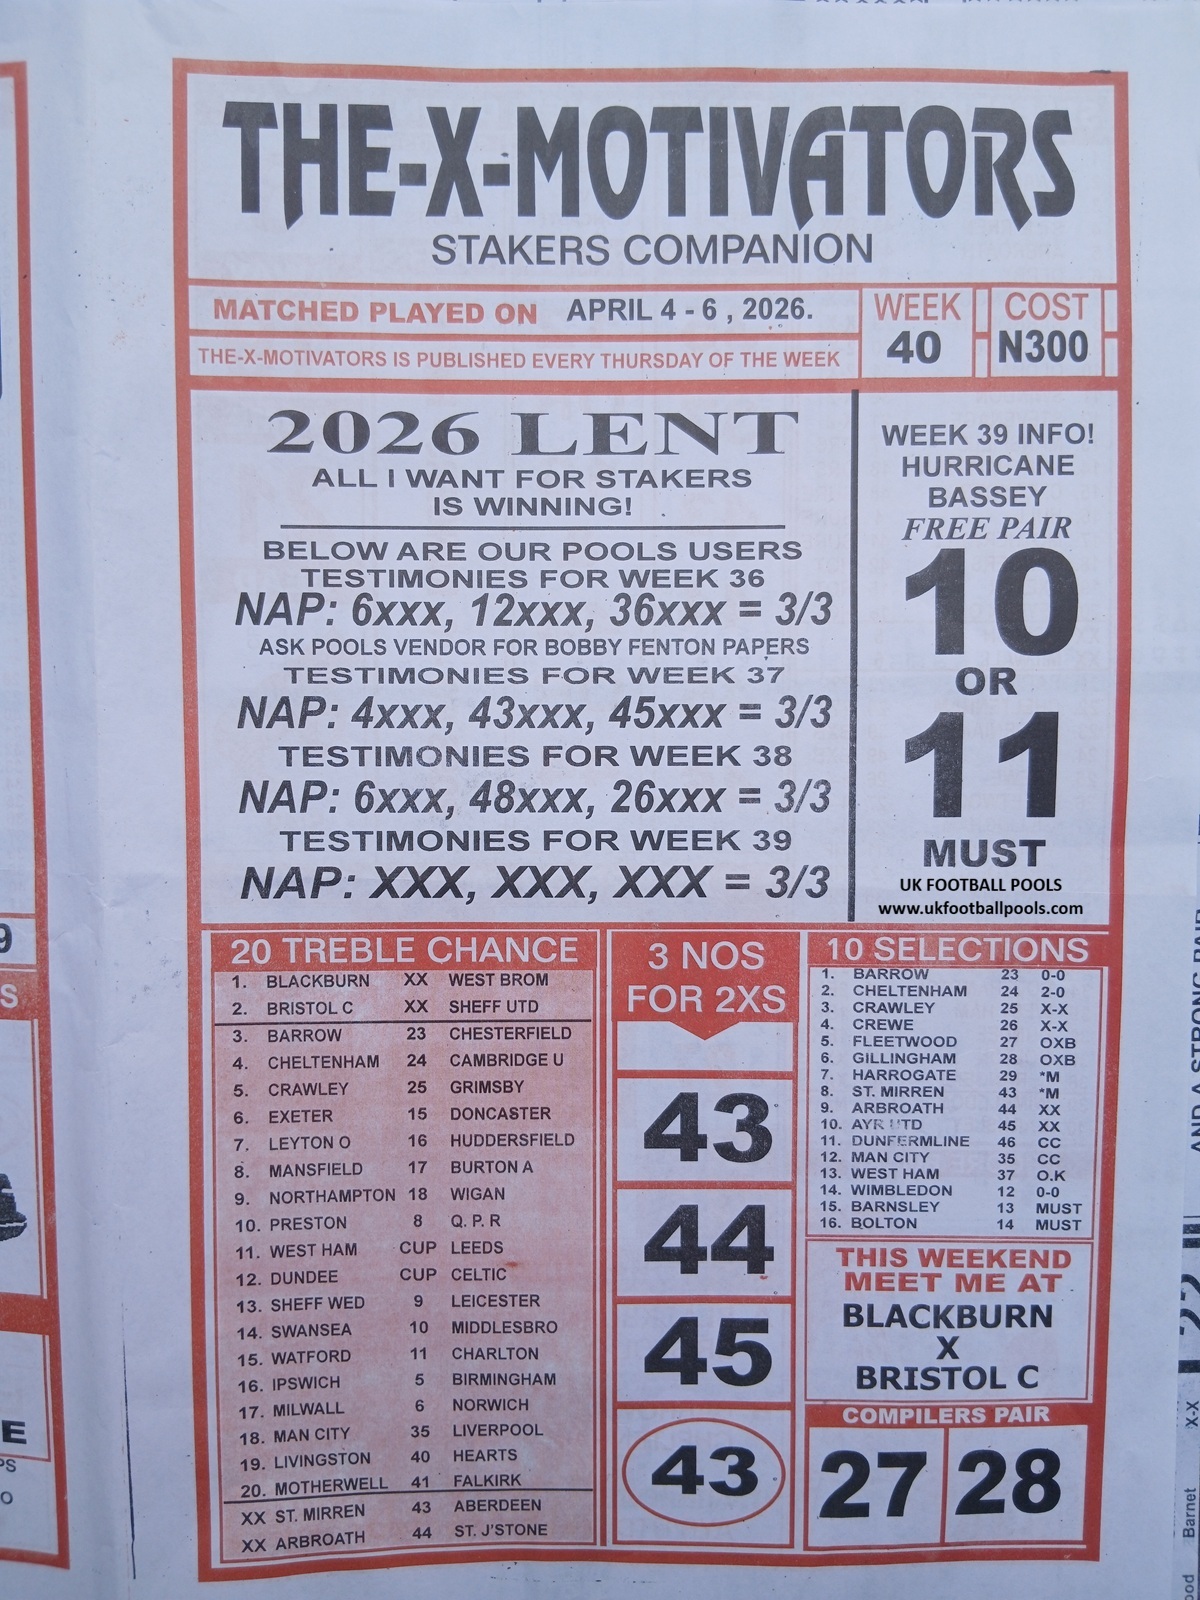 THE-X-MOTIVATORS
STAKERS COMPANION
MATCHED PLAYED ON APRIL 4 - 6 , 2026.
THE-X-MOTIVATORS IS PUBLISHED EVERY THURSDAY OF THE WEEK
WEEK
40
COST
N300
2026 LENT
ALL I WANT FOR STAKERS
IS WINNING!
BELOW ARE OUR POOLS USERS
TESTIMONIES FOR WEEK 36
NAP: 6xxx, 12xxx, 36xxx = 3/3
ASK POOLS VENDOR FOR BOBBY FENTON PAPERS
TESTIMONIES FOR WEEK 37
NAP: 4xxx, 43xxx, 45xxx = 3/3
TESTIMONIES FOR WEEK 38
NAP: 6xxx, 48xxx, 26xxx = 3/3
TESTIMONIES FOR WEEK 39
NAP: XXX, XXX, XXX = 3/3
WEEK 39 INFO!
HURRICANE
BASSEY
FREE PAIR
10
OR
11
MUST
UK FOOTBALL POOLS
www.ukfootballpools.com
20 TREBLE CHANCE
1. BLACKBURN XX WEST BROM
2. BRISTOL C XX SHEFF UTD
3. BARROW 23 CHESTERFIELD
4. CHELTENHAM 24 CAMBRIDGE U
5. CRAWLEY 25 GRIMSBY
6. EXETER 15 DONCASTER
7. LEYTON O 16 HUDDERSFIELD
8. MANSFIELD 17 BURTON A
9. NORTHAMPTON 18 WIGAN
10. PRESTON 8 Q. P. R
11. WEST HAM CUP LEEDS
12. DUNDEE CUP CELTIC
13. SHEFF WED 9 LEICESTER
14. SWANSEA 10 MIDDLESBRO
15. WATFORD 11 CHARLTON
16. IPSWICH 5 BIRMINGHAM
17. MILWALL 6 NORWICH
18. MAN CITY 35 LIVERPOOL
19. LIVINGSTON 40 HEARTS
20. MOTHERWELL 41 FALKIRK
XX ST. MIRREN 43 ABERDEEN
XX ARBROATH 44 ST. J'STONE
3 NOS
FOR 2XS
43
44
45
43
10 SELECTIONS
1. BARROW 23 0-0
2. CHELTENHAM 24 2-0
3. CRAWLEY 25 X-X
4. CREWE 26 X-X
5. FLEETWOOD 27 OXB
6. GILLINGHAM 28 OXB
7. HARROGATE 29 *M
8. ST. MIRREN 43 *M
9. ARBROATH 44 XX
10. AYR UTD 45 XX
11. DUNFERMLINE 46 CC
12. MAN CITY 35 CC
13. WEST HAM 37 O.K
14. WIMBLEDON 12 0-0
15. BARNSLEY 13 MUST
16. BOLTON 14 MUST
THIS WEEKEND
MEET ME AT
BLACKBURN
X
BRISTOL C
COMPILERS PAIR
27 28
Barnet X-X